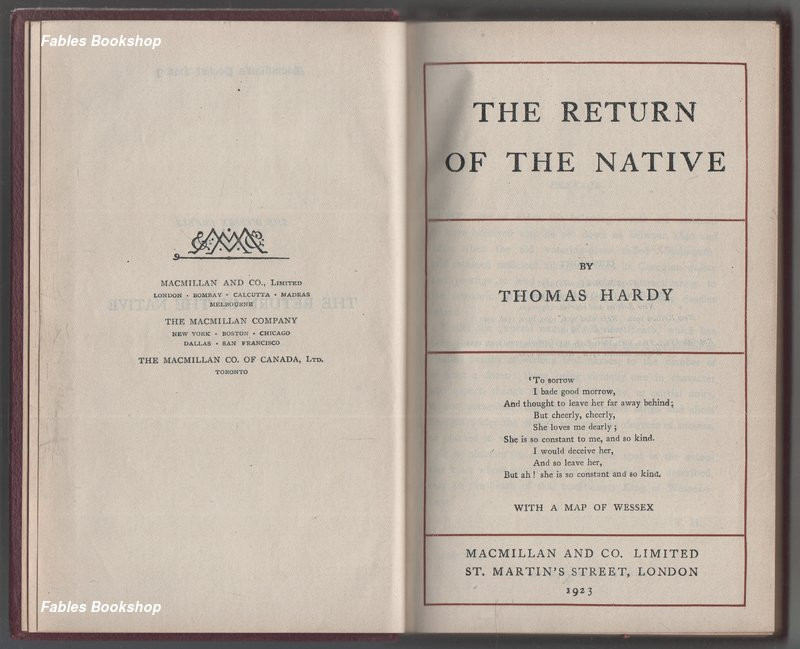 Fables Bookshop
MACMILLAN AND CO., LIMITED
LONDON · BOMBAY · CALCUTTA · MADRAS
MELBOURNE
THE MACMILLAN COMPANY
NEW YORK · BOSTON · CHICAGO
DALLAS · SAN FRANCISCO
THE MACMILLAN CO. OF CANADA, LTD.
TORONTO
Fables Bookshop
THE RETURN
OF THE NATIVE
BY
THOMAS HARDY
‘To sorrow
I bade good morrow,
And thought to leave her far away behind;
But cheerly, cheerly,
She loves me dearly;
She is so constant to me, and so kind.
I would deceive her,
And so leave her,
But ah! she is so constant and so kind.
WITH A MAP OF WESSEX
MACMILLAN AND CO. LIMITED
ST. MARTIN'S STREET, LONDON
1923